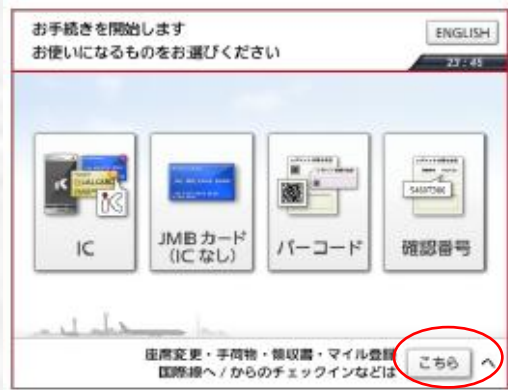 お手続きを開始します
お使いになるものをお選びください
ENGLISH
23:45
IC
JMBカード
(ICなし)
バーコード
確認番号
座席変更・手荷物・領収書・マイル登録
国際線へ/からのチェックインなどは
こちら